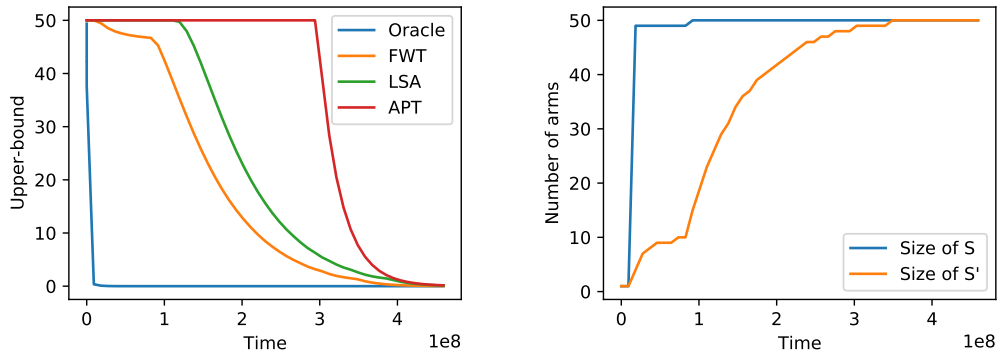 50
40
30
20
10
0
Upper-bound
0
1
2
3
4
Time
1e8
Oracle
FWT
LSA
APT
50
40
30
20
10
0
Number of arms
0
1
2
3
4
Time
1e8
Size of S
Size of S'